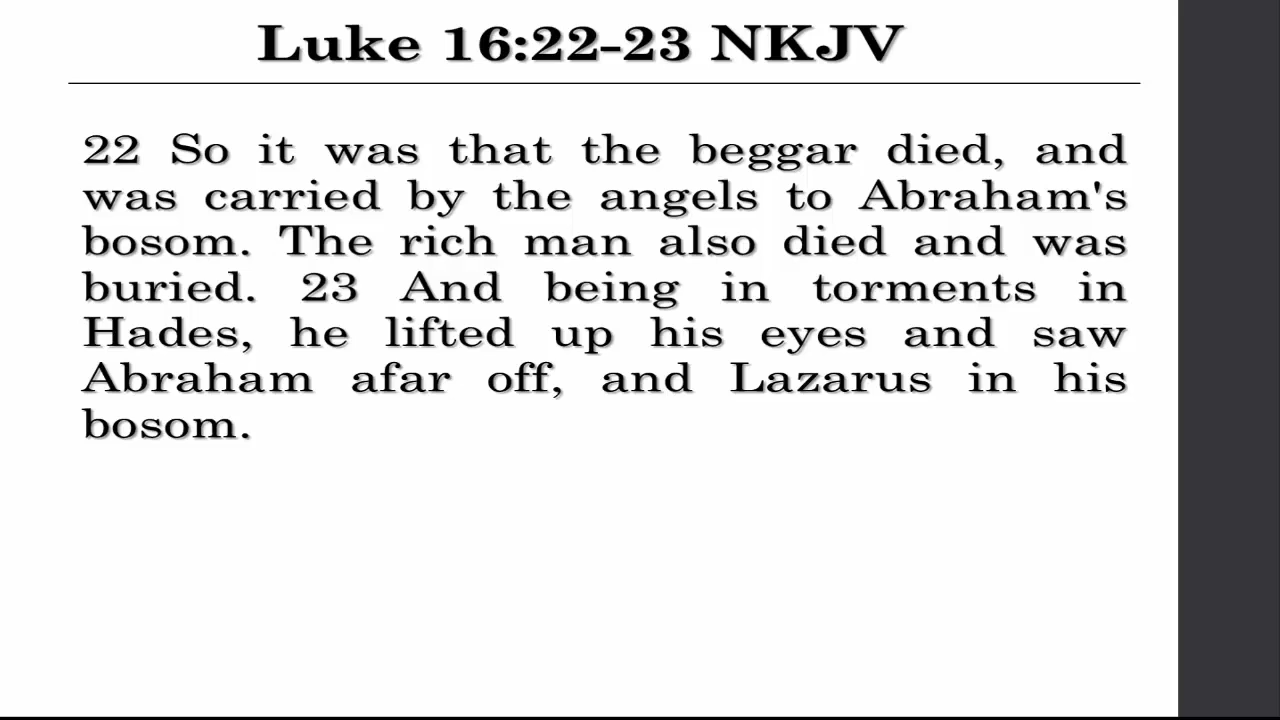 Luke 16:22-23 NKJV
22 So it was that the beggar died, and
was carried by the angels to Abraham's
bosom. The rich man also died and was
buried. 23 And being in torments in
Hades, he lifted up his eyes and saw
Abraham afar off, and Lazarus in his
bosom.